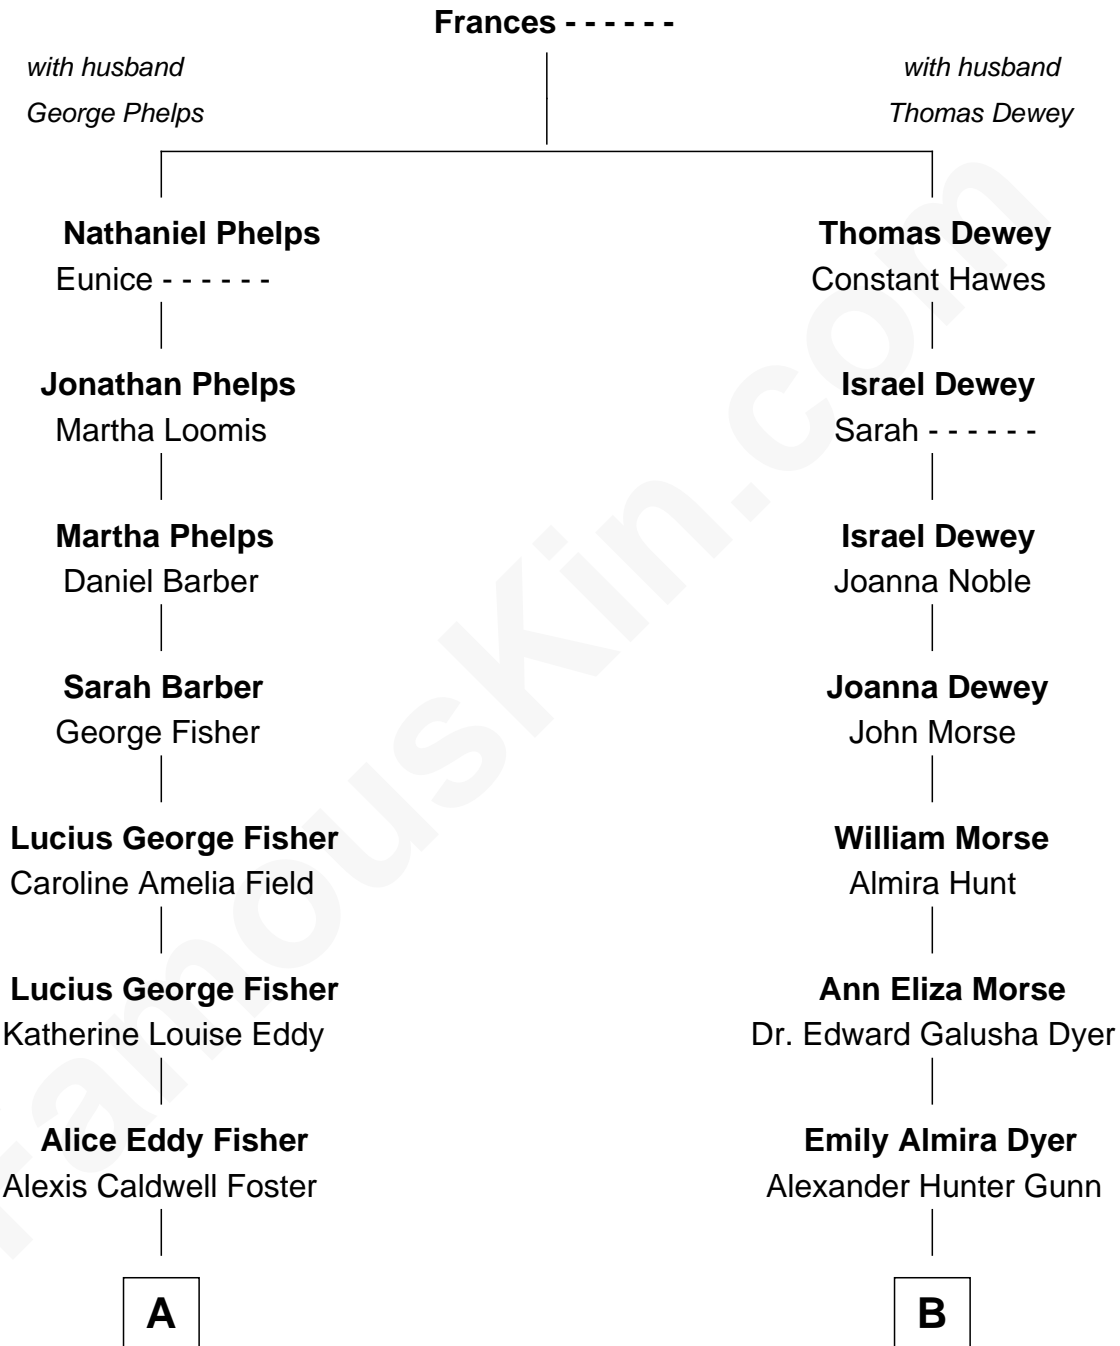 Frances - - - - - -
with husband
George Phelps
with husband
Thomas Dewey
Nathaniel Phelps
Eunice - - - - - -
Thomas Dewey
Constant Hawes
Jonathan Phelps
Martha Loomis
Israel Dewey
Sarah - - - - - -
Martha Phelps
Daniel Barber
Israel Dewey
Joanna Noble
Sarah Barber
George Fisher
Joanna Dewey
John Morse
Lucius George Fisher
Caroline Amelia Field
William Morse
Almira Hunt
Lucius George Fisher
Katherine Louise Eddy
Ann Eliza Morse
Dr. Edward Galusha Dyer
Alice Eddy Fisher
Alexis Caldwell Foster
Emily Almira Dyer
Alexander Hunter Gunn
A
B
FamousKin.com